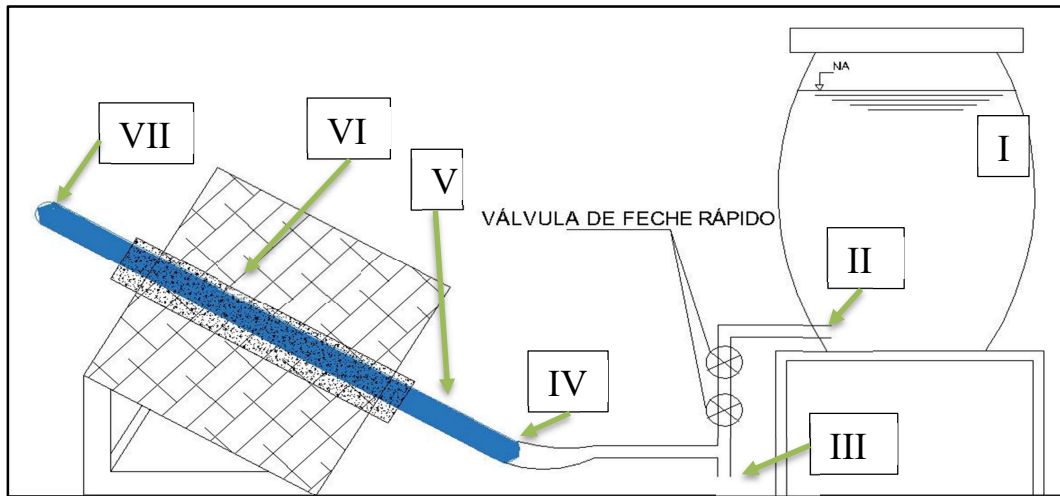 NA
VII
VI
V
I
VÁLVULA DE FECHE RÁPIDO
II
IV
III